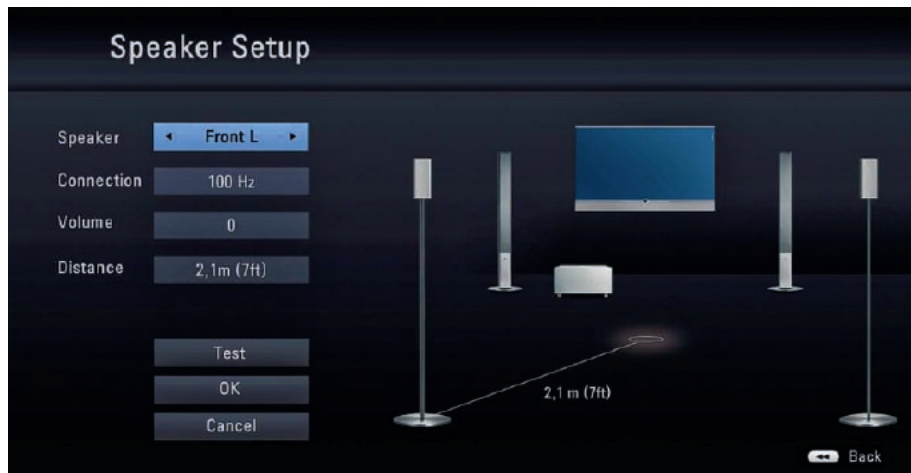 Speaker Setup
Speaker Front L
Connection 100 Hz
Volume 0
Distance 2,1m (7ft)
Test
OK
Cancel
2,1 m (7ft)
Back